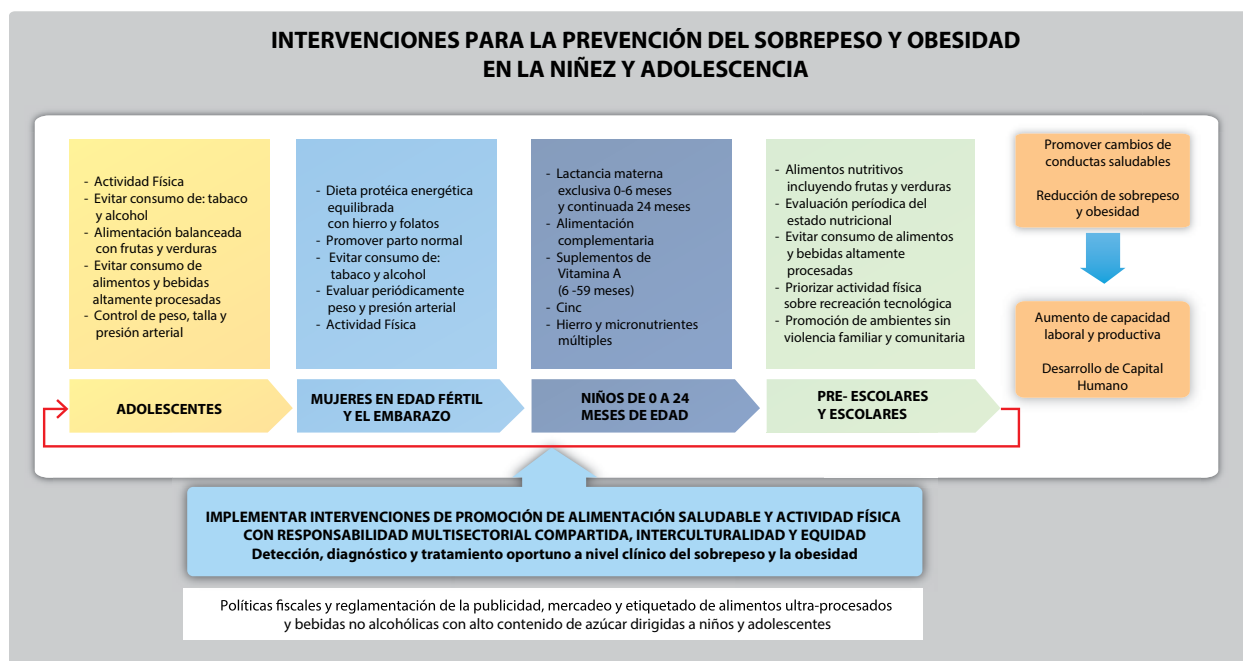 INTERVENCIONES PARA LA PREVENCIÓN DEL SOBREPESO Y OBESIDAD
EN LA NIÑEZ Y ADOLESCENCIA
- Actividad Física
- Evitar consumo de: tabaco
y alcohol
- Alimentación balanceada
con frutas y verduras
- Evitar consumo de
alimentos y bebidas
altamente procesadas
- Control de peso, talla y
presión arterial
ADOLESCENTES
- Dieta protéica energética
equilibrada
con hierro y folatos
- Promover parto normal
- Evitar consumo de:
tabaco y alcohol
- Evaluar periódicamente
peso y presión arterial
- Actividad Física
MUJERES EN EDAD FÉRTIL
Y EL EMBARAZO
- Lactancia materna
exclusiva 0-6 meses
y continuada 24 meses
- Alimentación
complementaria
- Suplementos de
Vitamina A
(6 -59 meses)
- Cinc
- Hierro y micronutrientes
múltiples
NIÑOS DE 0 A 24
MESES DE EDAD
- Alimentos nutritivos
incluyendo frutas y verduras
- Evaluación períodica del
estado nutricional
- Evitar consumo de alimentos
y bebidas altamente
procesadas
- Priorizar actividad física
sobre recreación tecnológica
- Promoción de ambientes sin
violencia familiar y comunitaria
PRE- ESCOLARES
Y ESCOLARES
Promover cambios de
conductas saludables
Reducción de sobrepeso
y obesidad
Aumento de capacidad
laboral y productiva
Desarrollo de Capital
Humano
IMPLEMENTAR INTERVENCIONES DE PROMOCIÓN DE ALIMENTACIÓN SALUDABLE Y ACTIVIDAD FÍSICA
CON RESPONSABILIDAD MULTISECTORIAL COMPARTIDA, INTERCULTURALIDAD Y EQUIDAD
Detección, diagnóstico y tratamiento oportuno a nivel clínico del sobrepeso y la obesidad
Políticas fiscales y reglamentación de la publicidad, mercadeo y etiquetado de alimentos ultra-procesados
y bebidas no alcohólicas con alto contenido de azúcar dirigidas a niños y adolescentes